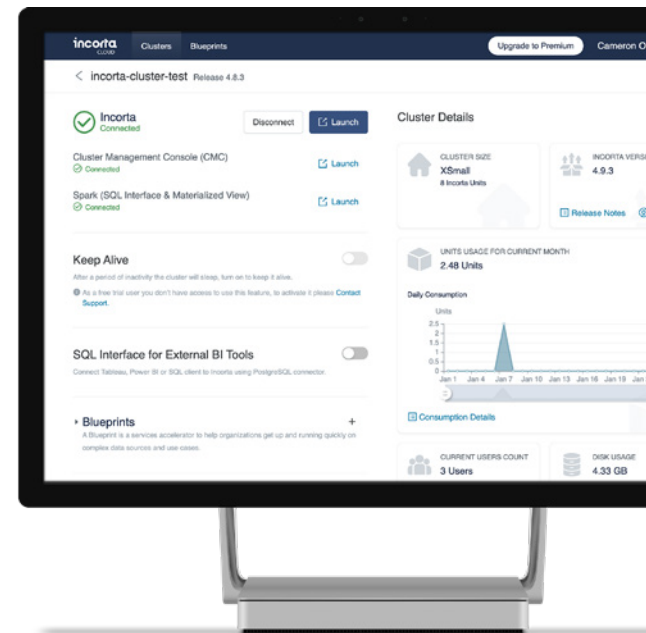 incorta
CLOUD
Clusters
Blueprints
Upgrade to Premium
Cameron O
incorta-cluster-test Release 4.8.3
Incorta
Connected
Disconnect
Launch
Cluster Management Console (CMC)
Connected
Launch
Spark (SQL Interface & Materialized View)
Connected
Launch
Keep Alive
After a period of inactivity the cluster will sleep, turn on to keep it alive.
As a free trial user you don't have access to use this feature, to activate it please Contact
Support.
SQL Interface for External BI Tools
Connect Tableau, Power BI or SQL client to Incorta using PostgreSQL connector.
Blueprints
+
A Blueprint is a services accelerator to help organizations get up and running quickly on
complex data sources and use cases.
Cluster Details
CLUSTER SIZE
XSmall
8 Incorta Units
INCORTA VERS
4.9.3
Release Notes
UNITS USAGE FOR CURRENT MONTH
2.48 Units
Daily Consumption
Units
2.5
2
1.5
1
0.5
0
Jan 1 Jan 4 Jan 7 Jan 10 Jan 13 Jan 16 Jan 19 Jan
Consumption Details
CURRENT USERS COUNT
3 Users
DISK USAGE
4.33 GB